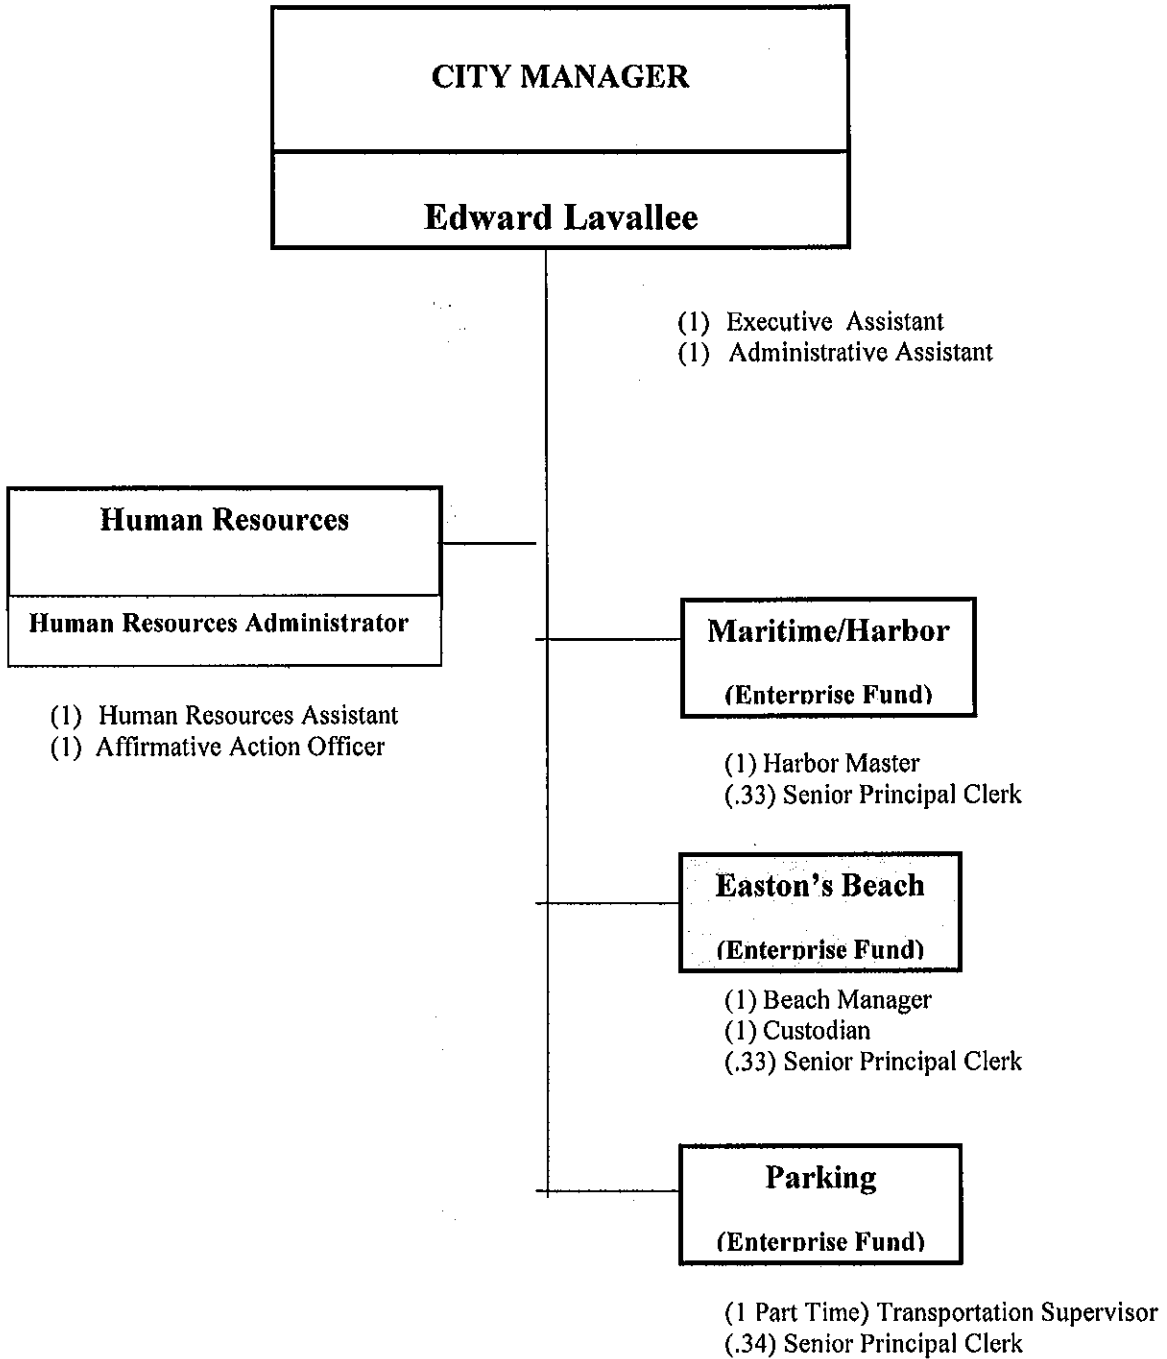 CITY MANAGER
Edward Lavallee
(1) Executive Assistant
(1) Administrative Assistant
Human Resources
Human Resources Administrator
(1) Human Resources Assistant
(1) Affirmative Action Officer
Maritime/Harbor
(Enterprise Fund)
(1) Harbor Master
(.33) Senior Principal Clerk
Easton's Beach
(Enterprise Fund)
(1) Beach Manager
(1) Custodian
(.33) Senior Principal Clerk
Parking
(Enterprise Fund)
(1 Part Time) Transportation Supervisor
(.34) Senior Principal Clerk